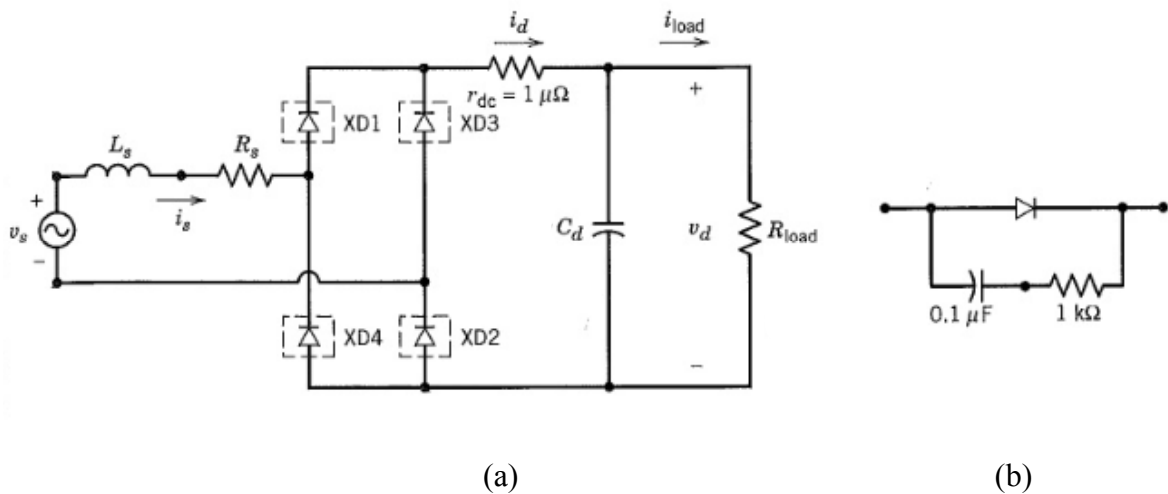 i_d
i_load
r_dc = 1 μΩ
+
XD1
XD3
L_s
R_s
+
v_s
i_s
−
C_d
v_d
R_load
XD4
XD2
−
0.1 μF
1 kΩ
(a)
(b)